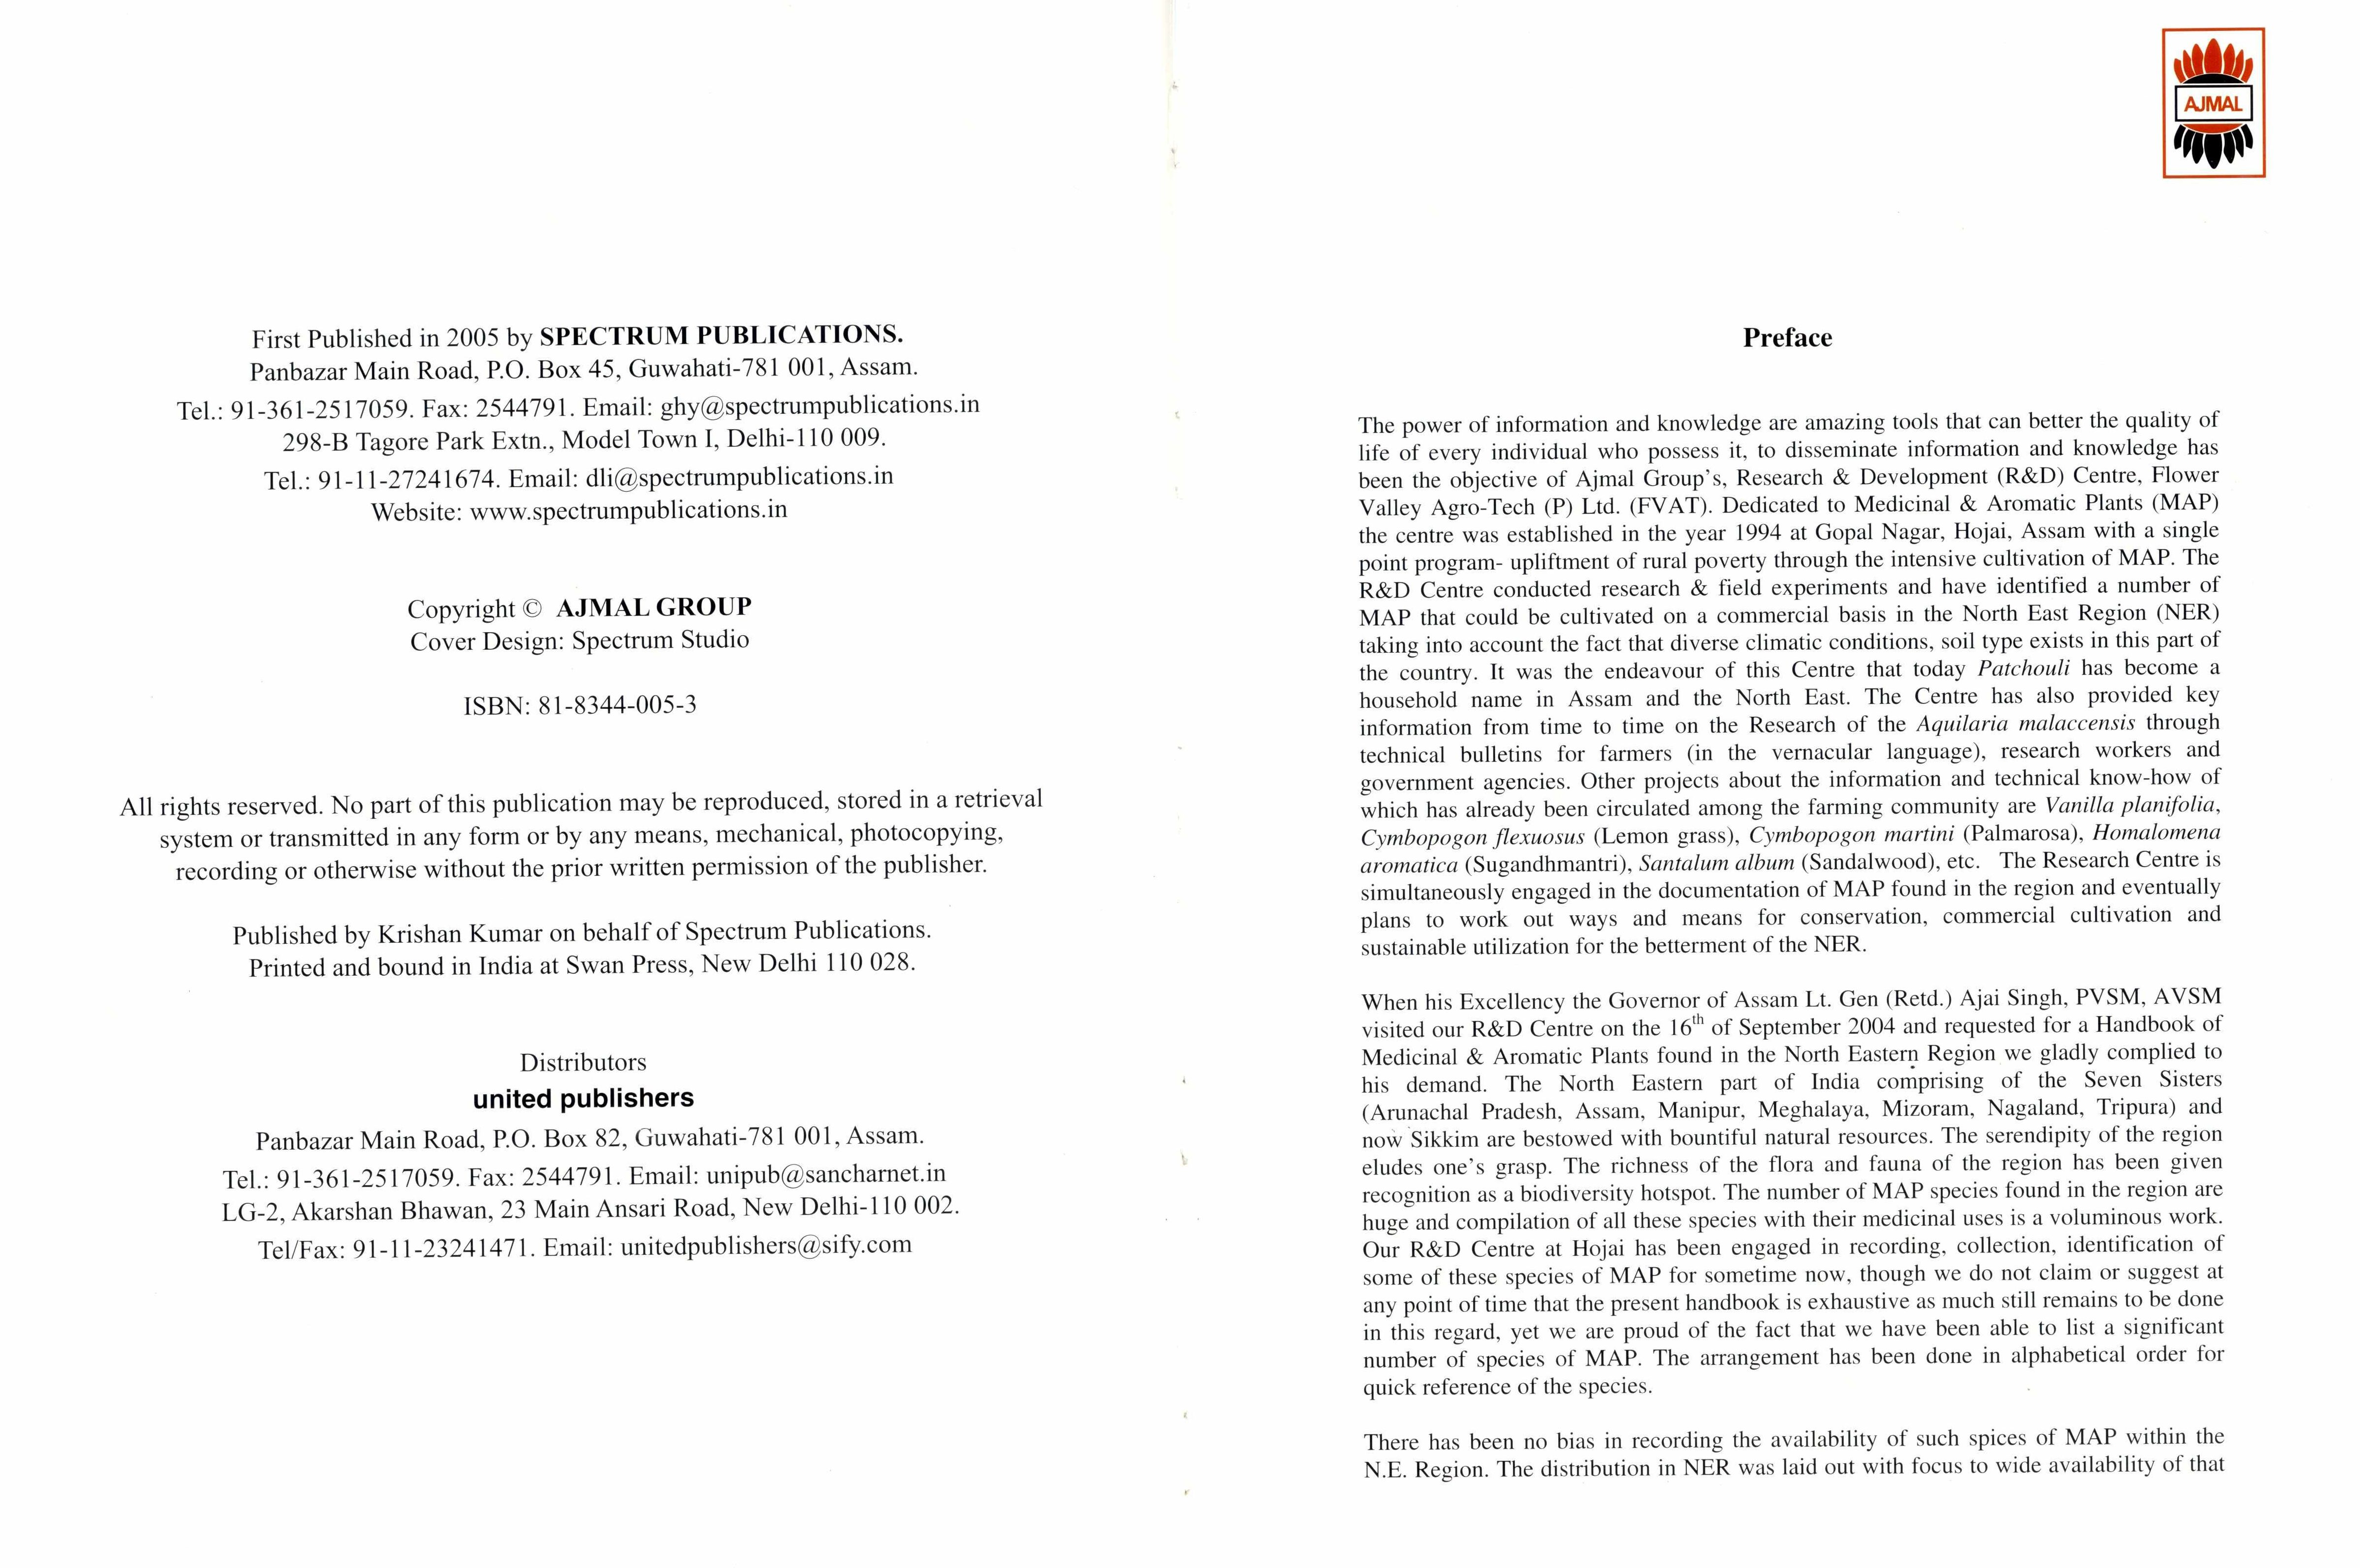 First Published in 2005 by SPECTRUM PUBLICATIONS.
Panbazar Main Road, P.O. Box 45, Guwahati-781 001, Assam.
Tel.: 91-361-2517059. Fax: 2544791. Email: ghy@spectrumpublications.in
298-B Tagore Park Extn., Model Town I, Delhi-110 009.
Tel.: 91-11-27241674. Email: dli@spectrumpublications.in
Website: www.spectrumpublications.in
Copyright © AJMAL GROUP
Cover Design: Spectrum Studio
ISBN: 81-8344-005-3
All rights reserved. No part of this publication may be reproduced, stored in a retrieval
system or transmitted in any form or by any means, mechanical, photocopying,
recording or otherwise without the prior written permission of the publisher.
Published by Krishan Kumar on behalf of Spectrum Publications.
Printed and bound in India at Swan Press, New Delhi 110 028.
Distributors
united publishers
Panbazar Main Road, P.O. Box 82, Guwahati-781 001, Assam.
Tel.: 91-361-2517059. Fax: 2544791. Email: unipub@sancharnet.in
LG-2, Akarshan Bhawan, 23 Main Ansari Road, New Delhi-110 002.
Tel/Fax: 91-11-23241471. Email: unitedpublishers@sify.com
AJMAL
Preface
The power of information and knowledge are amazing tools that can better the quality of
life of every individual who possess it, to disseminate information and knowledge has
been the objective of Ajmal Group's, Research & Development (R&D) Centre, Flower
Valley Agro-Tech (P) Ltd. (FVAT). Dedicated to Medicinal & Aromatic Plants (MAP)
the centre was established in the year 1994 at Gopal Nagar, Hojai, Assam with a single
point program- upliftment of rural poverty through the intensive cultivation of MAP. The
R&D Centre conducted research & field experiments and have identified a number of
MAP that could be cultivated on a commercial basis in the North East Region (NER)
taking into account the fact that diverse climatic conditions, soil type exists in this part of
the country. It was the endeavour of this Centre that today Patchouli has become a
household name in Assam and the North East. The Centre has also provided key
information from time to time on the Research of the Aquilaria malaccensis through
technical bulletins for farmers (in the vernacular language), research workers and
government agencies. Other projects about the information and technical know-how of
which has already been circulated among the farming community are Vanilla planifolia,
Cymbopogon flexuosus (Lemon grass), Cymbopogon martini (Palmarosa), Homalomena
aromatica (Sugandhmantri), Santalum album (Sandalwood), etc. The Research Centre is
simultaneously engaged in the documentation of MAP found in the region and eventually
plans to work out ways and means for conservation, commercial cultivation and
sustainable utilization for the betterment of the NER.
When his Excellency the Governor of Assam Lt. Gen (Retd.) Ajai Singh, PVSM, AVSM
visited our R&D Centre on the 16th of September 2004 and requested for a Handbook of
Medicinal & Aromatic Plants found in the North Eastern Region we gladly complied to
his demand. The North Eastern part of India comprising of the Seven Sisters
(Arunachal Pradesh, Assam, Manipur, Meghalaya, Mizoram, Nagaland, Tripura) and
now Sikkim are bestowed with bountiful natural resources. The serendipity of the region
eludes one's grasp. The richness of the flora and fauna of the region has been given
recognition as a biodiversity hotspot. The number of MAP species found in the region are
huge and compilation of all these species with their medicinal uses is a voluminous work.
Our R&D Centre at Hojai has been engaged in recording, collection, identification of
some of these species of MAP for sometime now, though we do not claim or suggest at
any point of time that the present handbook is exhaustive as much still remains to be done
in this regard, yet we are proud of the fact that we have been able to list a significant
number of species of MAP. The arrangement has been done in alphabetical order for
quick reference of the species.
There has been no bias in recording the availability of such spices of MAP within the
N.E. Region. The distribution in NER was laid out with focus to wide availability of that